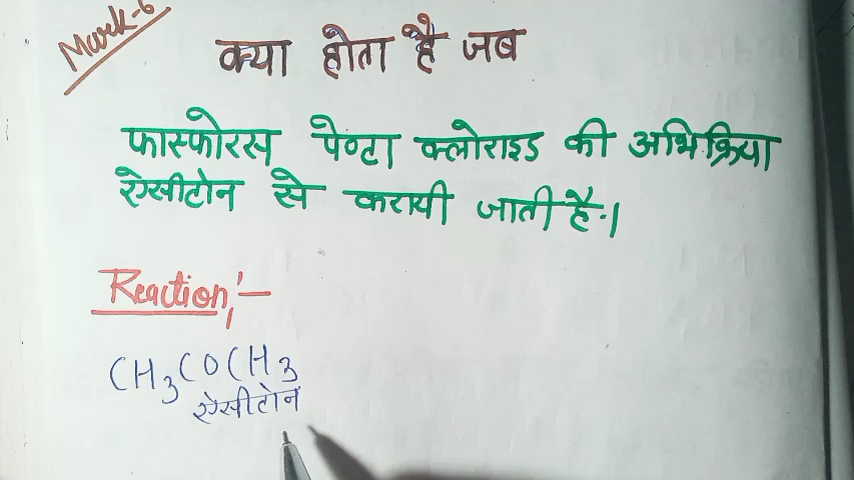 Mark-6
क्या होता है जब
फास्फोरस पेण्टा क्लोराइड की अभिक्रिया
ऐसीटोन से करायी जाती है।
Reaction,'-
CH3COCH3
ऐसीटोन